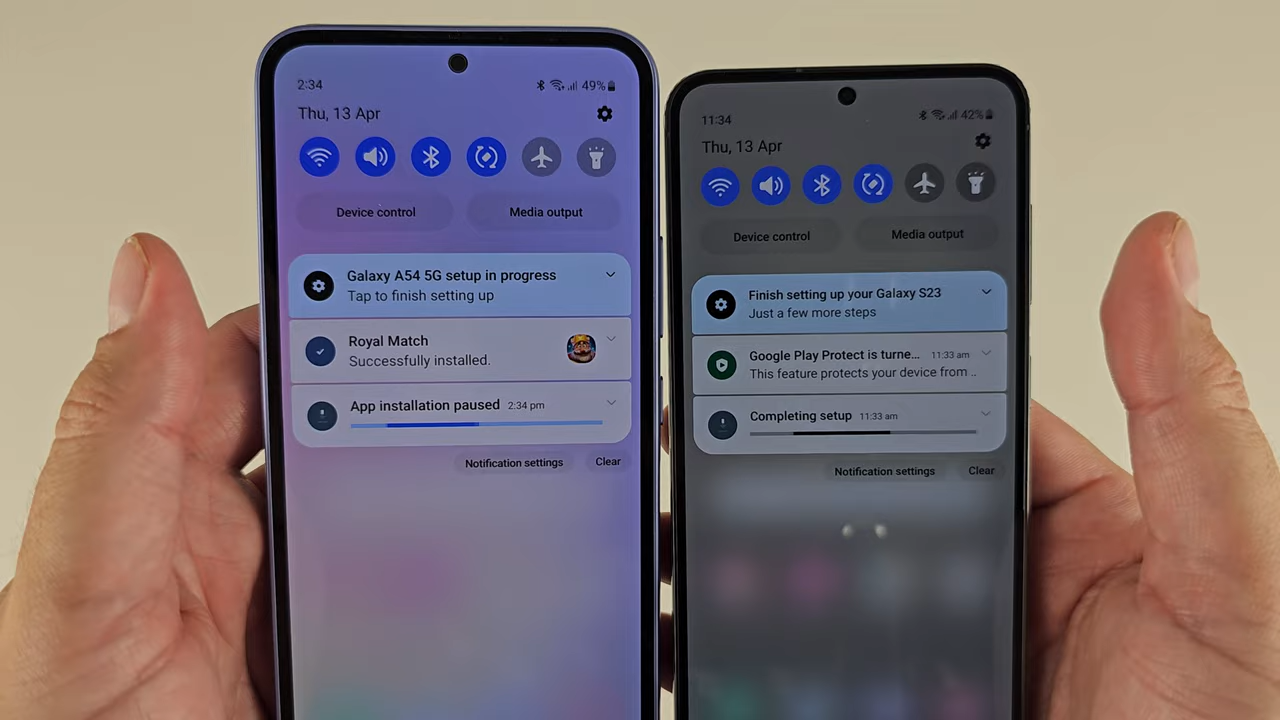 2:34
49%
Thu, 13 Apr
Device control
Media output
Galaxy A54 5G setup in progress
Tap to finish setting up
Royal Match
Successfully installed.
App installation paused 2:34 pm
Notification settings
Clear
11:34
42%
Thu, 13 Apr
Device control
Media output
Finish setting up your Galaxy S23
Just a few more steps
Google Play Protect is turne... 11:33 am
This feature protects your device from ..
Completing setup 11:33 am
Notification settings
Clear